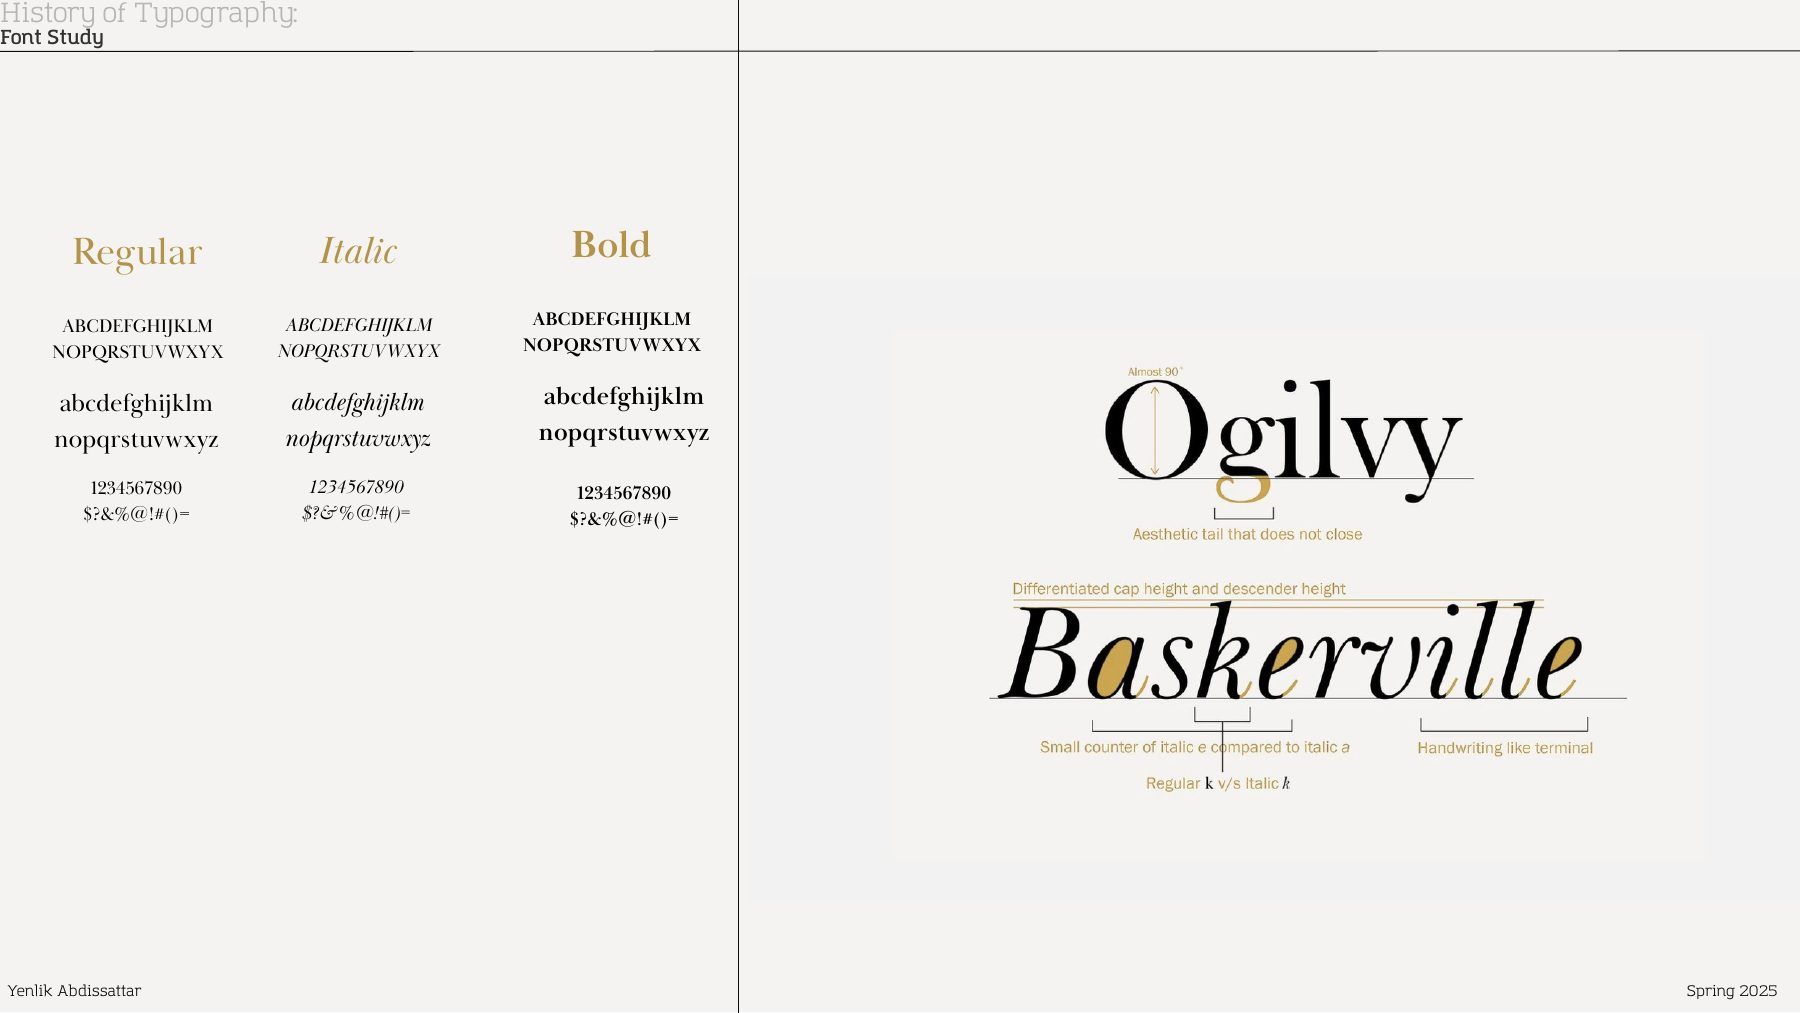 History of Typography:
Font Study
Regular
ABCDEFGHIJKLM
NOPQRSTUVWXYX
abcdefghijklm
nopqrstuvwxyz
1234567890
$?&%@!#()=
Italic
ABCDEFGHIJKLM
NOPQRSTUVWXYX
abcdefghijklm
nopqrstuvwxyz
1234567890
$?&%@!#()=
Bold
ABCDEFGHIJKLM
NOPQRSTUVWXYX
abcdefghijklm
nopqrstuvwxyz
1234567890
$?&%@!#()=
Almost 90°
Ogilvy
Aesthetic tail that does not close
Differentiated cap height and descender height
Baskerville
Small counter of italic e compared to italic a
Handwriting like terminal
Regular k v/s Italic k
Yenlik Abdissattar
Spring 2025